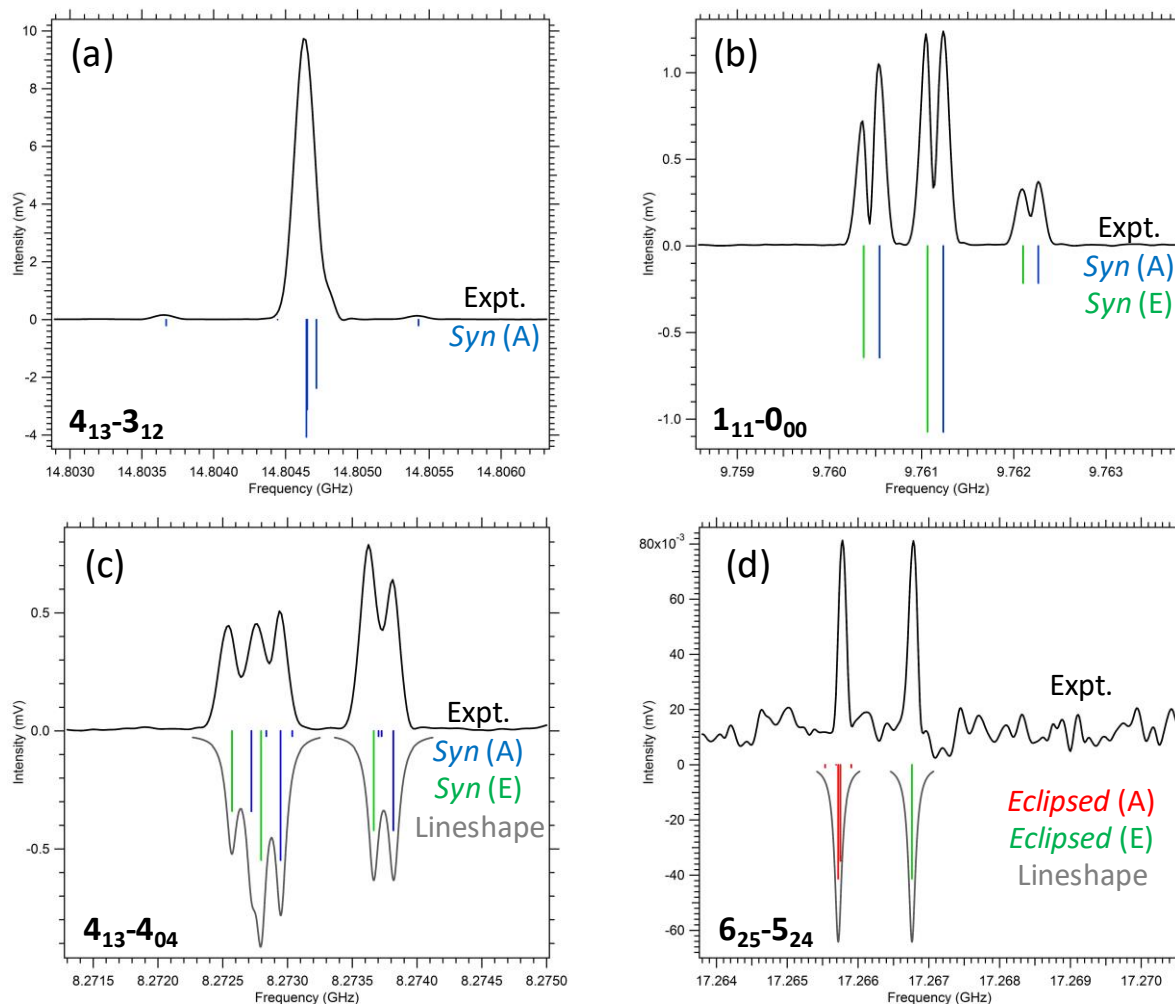 (a)
10
8
6
4
2
0
-2
-4
Intensity (mV)
Expt.
Syn (A)
4₁₃-3₁₂
14.8030 14.8035 14.8040 14.8045 14.8050 14.8055 14.8060
Frequency (GHz)
(b)
1.0
0.5
0.0
-0.5
-1.0
Intensity (mV)
Expt.
Syn (A)
Syn (E)
1₁₁-0₀₀
9.759 9.760 9.761 9.762 9.763
Frequency (GHz)
(c)
0.5
0.0
-0.5
Intensity (mV)
Expt.
Syn (A)
Syn (E)
Lineshape
4₁₃-4₀₄
8.2715 8.2720 8.2725 8.2730 8.2735 8.2740 8.2745 8.2750
Frequency (GHz)
(d)
80x10⁻³
60
40
20
0
-20
-40
-60
Intensity (mV)
Expt.
Eclipsed (A)
Eclipsed (E)
Lineshape
6₂₅-5₂₄
17.264 17.265 17.266 17.267 17.268 17.269 17.270
Frequency (GHz)